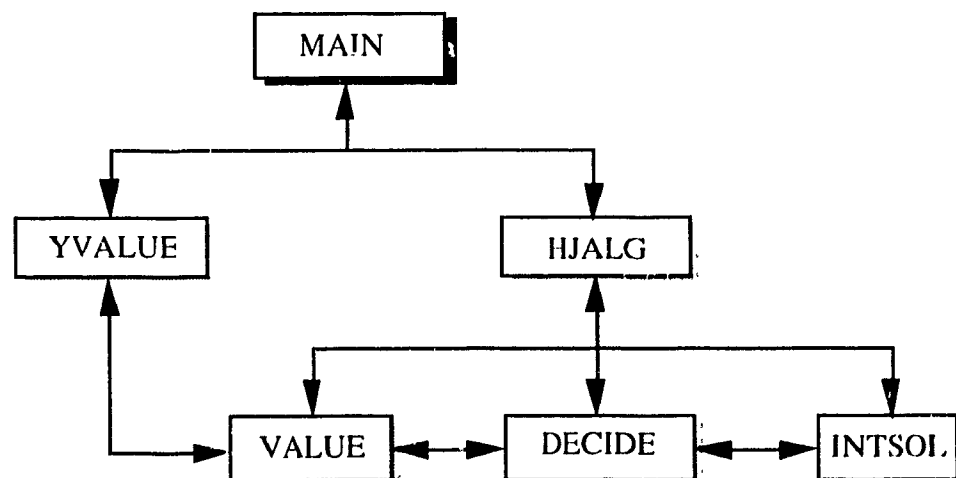 MAIN
YVALUE
HJALG
VALUE
DECIDE
INTSOL